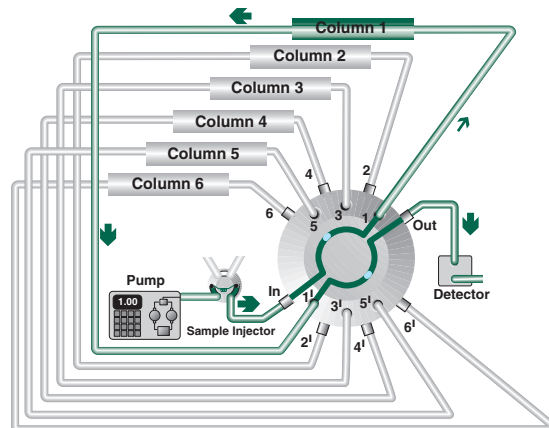 Column 1
Column 2
Column 3
Column 4
Column 5
Column 6
4
2
6
5
3
1
Out
Pump
1.00
Sample Injector
In
Detector
1ᴵ
3ᴵ
5ᴵ
6ᴵ
2ᴵ
4ᴵ